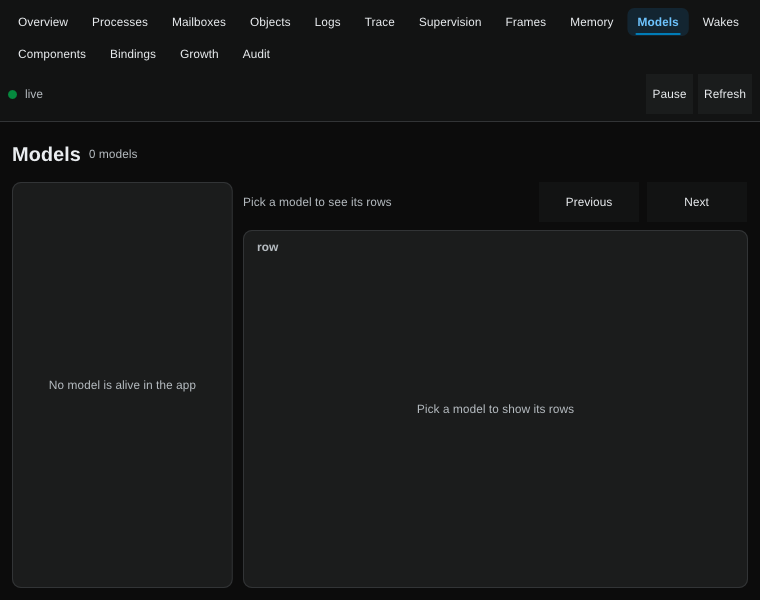 Overview Processes Mailboxes Objects Logs Trace Supervision Frames Memory Models Wakes
Components Bindings Growth Audit
live Pause Refresh
Models 0 models
Pick a model to see its rows Previous Next
row
No model is alive in the app
Pick a model to show its rows